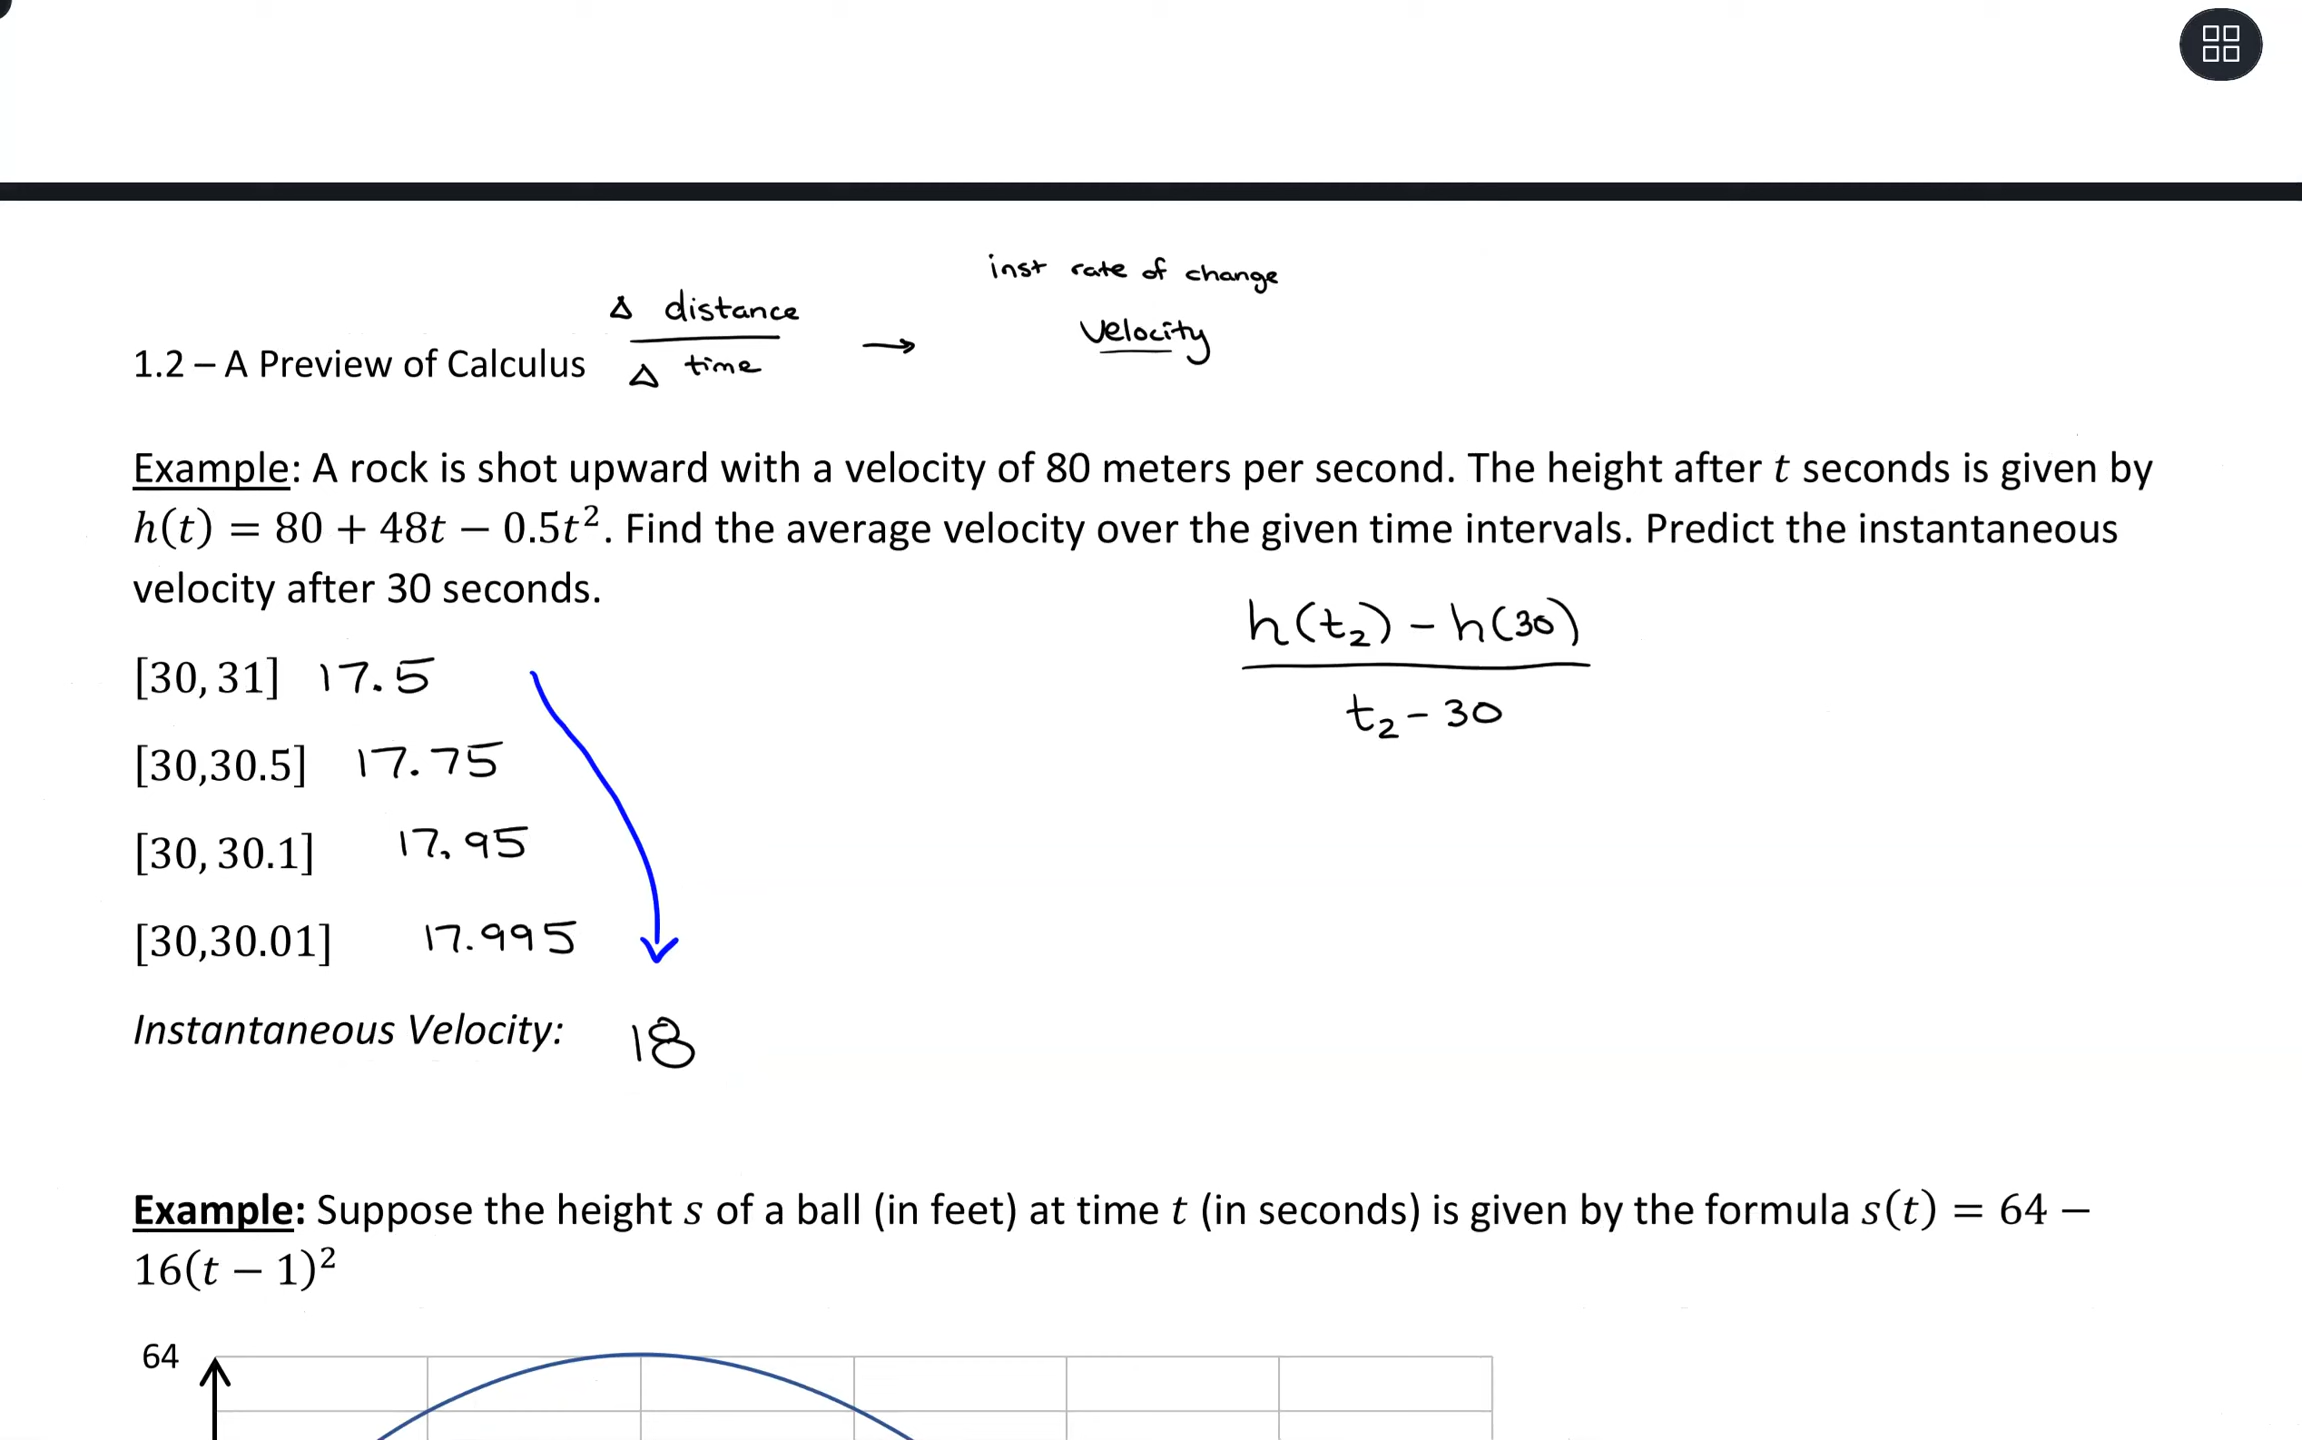 inst rate of change
Δ distance
velocity
1.2 – A Preview of Calculus
Δ time
→
Example: A rock is shot upward with a velocity of 80 meters per second. The height after t seconds is given by
h(t) = 80 + 48t − 0.5t². Find the average velocity over the given time intervals. Predict the instantaneous
velocity after 30 seconds.
h(t₂) − h(30)
t₂ − 30
[30, 31] 17.5
[30,30.5] 17.75
[30, 30.1] 17.95
[30,30.01] 17.995
Instantaneous Velocity: 18
Example: Suppose the height s of a ball (in feet) at time t (in seconds) is given by the formula s(t) = 64 −
16(t − 1)²
64